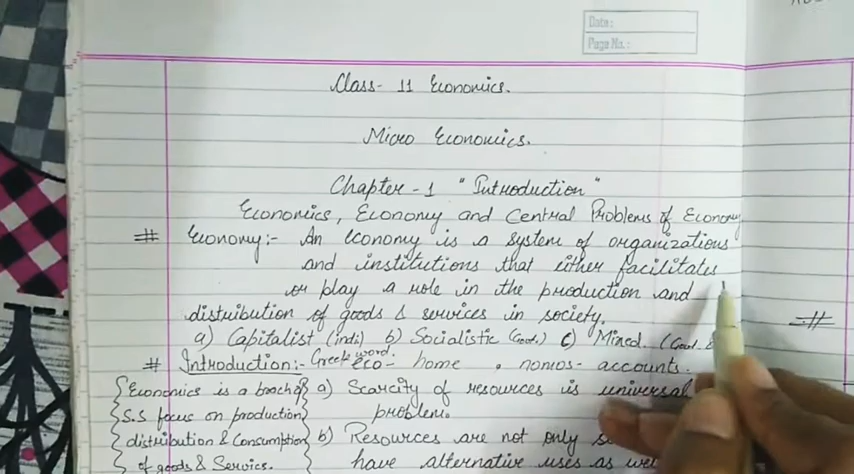 Date:
Page No.:
Class- 11 Economics.
Micro Economics.
Chapter - 1 "Introduction"
Economics, Economy and Central Problems of Economy
# Economy:- An Economy is a system of organizations
and institutions that either facilitates
or play a role in the production and
distribution of goods & services in society.
a) Capitalist (indi) b) Socialistic (Govt.) c) Mixed. (Govt. &
# Introduction:- Greek word. eco- home , nomos- accounts.
Economics is a brach of
S.S focus on production
distribution & Consumption
of goods & Servics.
a) Scarcity of resources is universal
problem.
b) Resources are not only
have alternative uses as